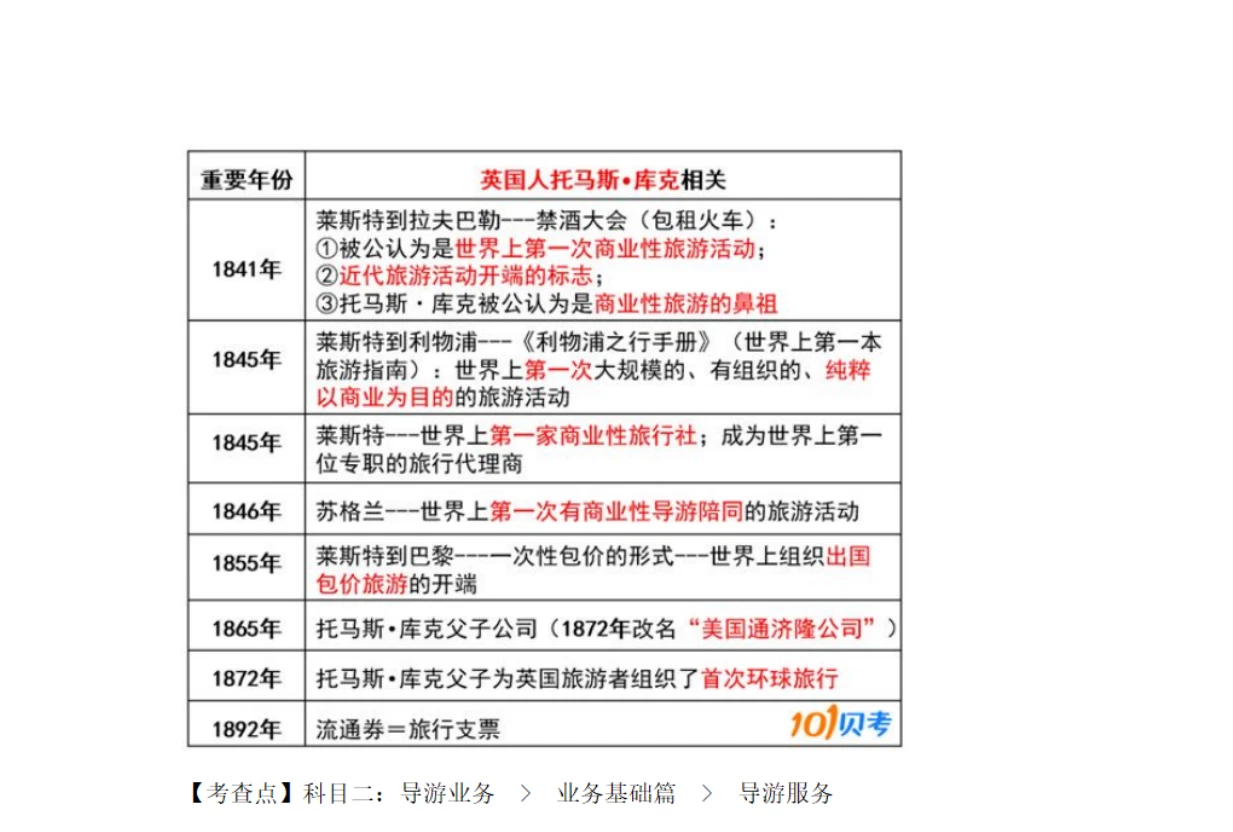 重要年份 英国人托马斯•库克相关
1841年
莱斯特到拉夫巴勒---禁酒大会（包租火车）：
①被公认为是世界上第一次商业性旅游活动；
②近代旅游活动开端的标志；
③托马斯·库克被公认为是商业性旅游的鼻祖
1845年
莱斯特到利物浦---《利物浦之行手册》（世界上第一本
旅游指南）：世界上第一次大规模的、有组织的、纯粹
以商业为目的的旅游活动
1845年
莱斯特---世界上第一家商业性旅行社；成为世界上第一
位专职的旅行代理商
1846年 苏格兰---世界上第一次有商业性导游陪同的旅游活动
1855年
莱斯特到巴黎---一次性包价的形式---世界上组织出国
包价旅游的开端
1865年 托马斯•库克父子公司（1872年改名“美国通济隆公司”）
1872年 托马斯•库克父子为英国旅游者组织了首次环球旅行
1892年 流通券＝旅行支票
101贝考
【考查点】科目二：导游业务 > 业务基础篇 > 导游服务